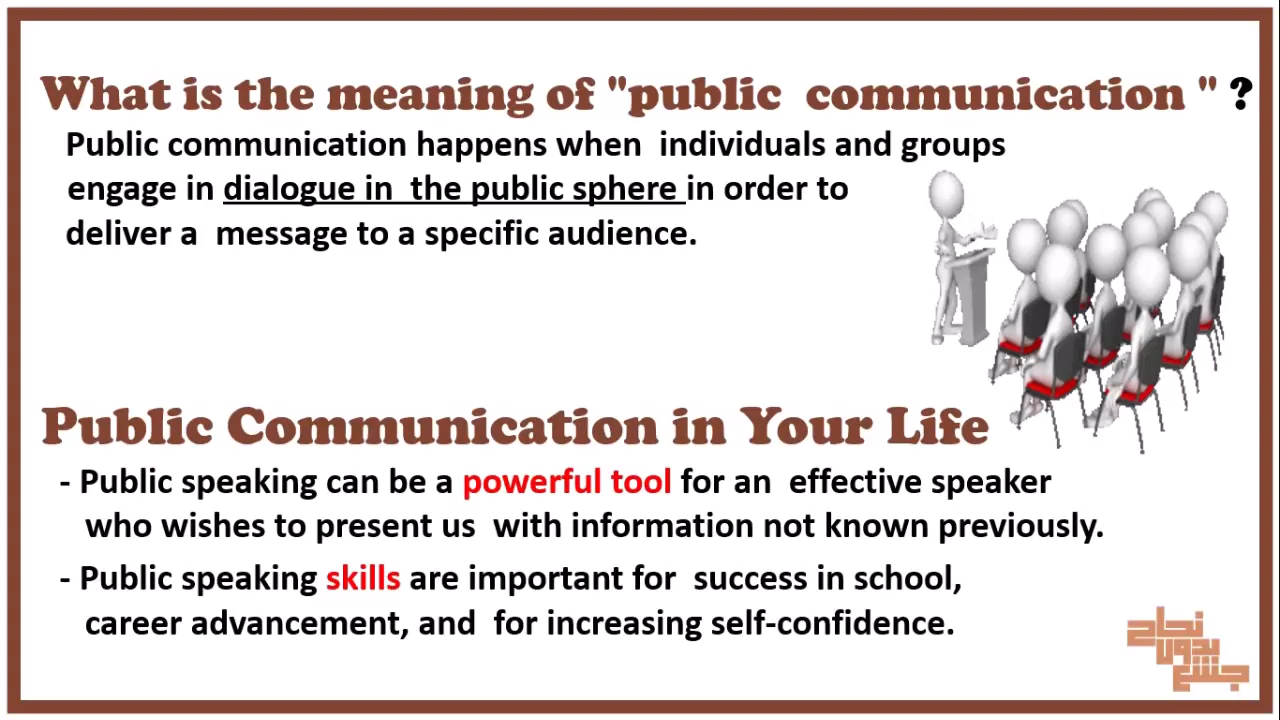 What is the meaning of "public communication " ?
Public communication happens when individuals and groups
engage in dialogue in the public sphere in order to
deliver a message to a specific audience.
Public Communication in Your Life
- Public speaking can be a powerful tool for an effective speaker
who wishes to present us with information not known previously.
- Public speaking skills are important for success in school,
career advancement, and for increasing self-confidence.
نجاح
بدون
جشع